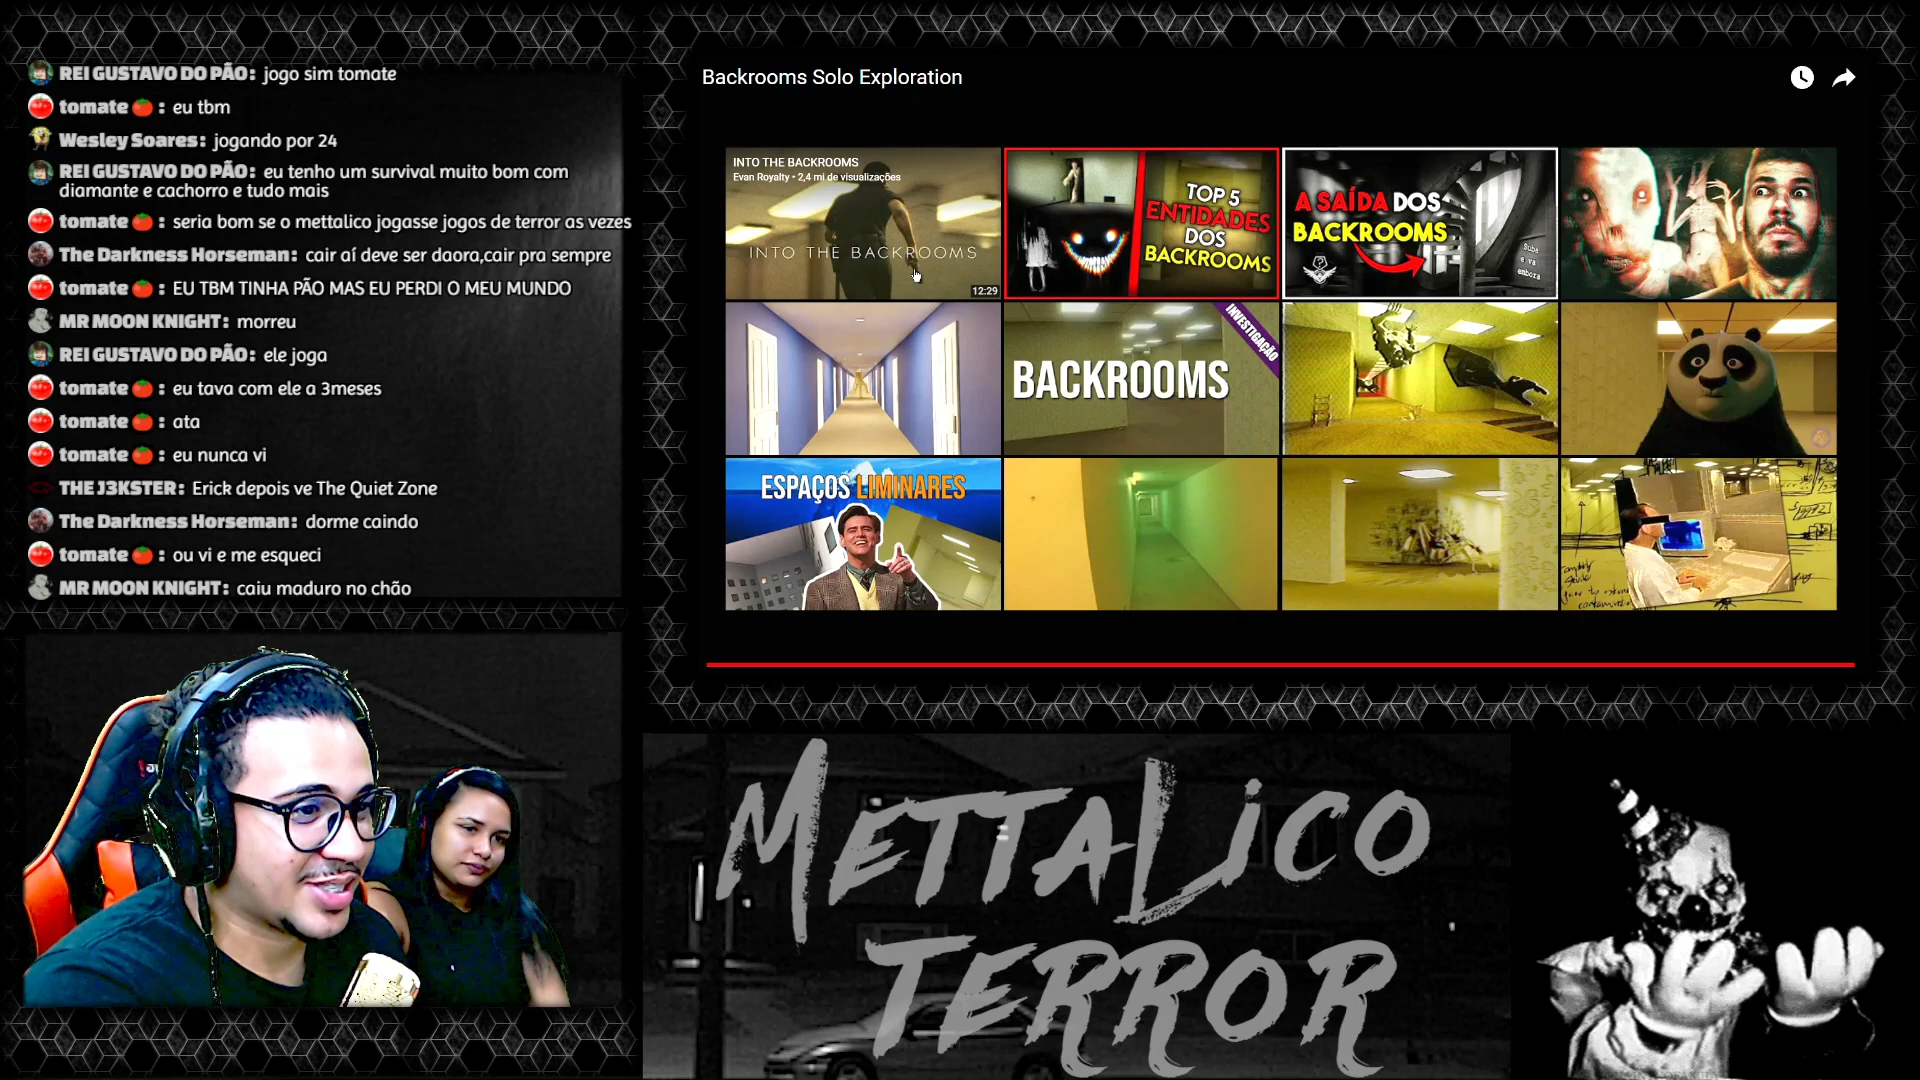 REI GUSTAVO DO PÃO: jogo sim tomate
tomate🍅: eu tbm
Wesley Soares: jogando por 24
REI GUSTAVO DO PÃO: eu tenho um survival muito bom com
diamante e cachorro e tudo mais
tomate🍅: seria bom se o mettalico jogasse jogos de terror as vezes
The Darkness Horseman: cair aí deve ser daora,cair pra sempre
tomate🍅: EU TBM TINHA PÃO MAS EU PERDI O MEU MUNDO
MR MOON KNIGHT: morreu
REI GUSTAVO DO PÃO: ele joga
tomate🍅: eu tava com ele a 3meses
tomate🍅: ata
tomate🍅: eu nunca vi
THE J3KSTER: Erick depois ve The Quiet Zone
The Darkness Horseman: dorme caindo
tomate🍅: ou vi e me esqueci
MR MOON KNIGHT: caiu maduro no chão
Backrooms Solo Exploration
INTO THE BACKROOMS
Evan Royalty • 2,4 mi de visualizações
INTO THE BACKROOMS
12:29
TOP 5
ENTIDADES
DOS
BACKROOMS
A SAÍDA DOS
BACKROOMS
Suba
e vá
embora
INVESTIGAÇÃO
BACKROOMS
ESPAÇOS LIMINARES
METTALICO
TERROR